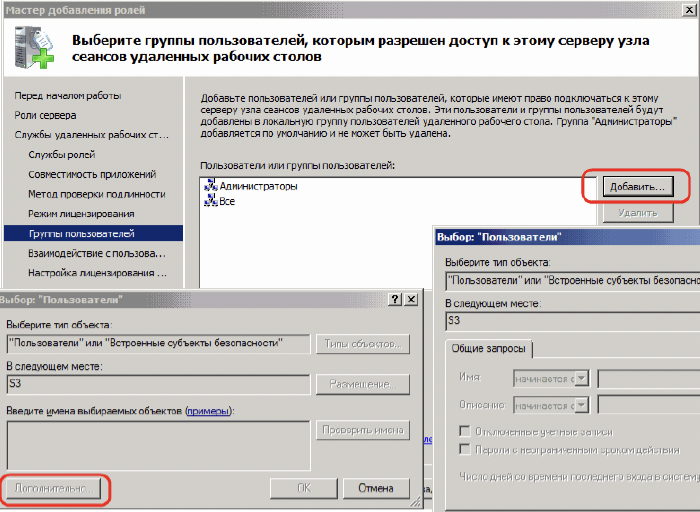 Мастер добавления ролей
Выберите группы пользователей, которым разрешен доступ к этому серверу узла
сеансов удаленных рабочих столов
Перед началом работы
Роли сервера
Службы удаленных рабочих ст...
Службы ролей
Совместимость приложений
Метод проверки подлинности
Режим лицензирования
Группы пользователей
Взаимодействие с пользова...
Настройка лицензирования ...
Добавьте пользователей или группы пользователей, которые имеют право подключаться к этому
серверу узла сеансов удаленных рабочих столов. Эти пользователи и группы пользователей будут
добавлены в локальную группу пользователей удаленного рабочего стола. Группа "Администраторы"
добавляется по умолчанию и не может быть удалена.
Пользователи или группы пользователей:
Администраторы
Все
Добавить...
Удалить
Выбор: "Пользователи"
Выберите тип объекта:
"Пользователи" или "Встроенные субъекты безопасности"
Типы объектов...
В следующем месте:
S3
Размещение...
Введите имена выбираемых объектов (примеры):
Проверить имена
Дополнительно...
ОК
Отмена
Выбор: "Пользователи"
Выберите тип объекта:
"Пользователи" или "Встроенные субъекты безопасно
В следующем месте:
S3
Общие запросы
Имя:
начинается с
Описание:
начинается с
Отключенные учетные записи
Пароли с неограниченным сроком действия
Число дней со времени последнего входа в систему